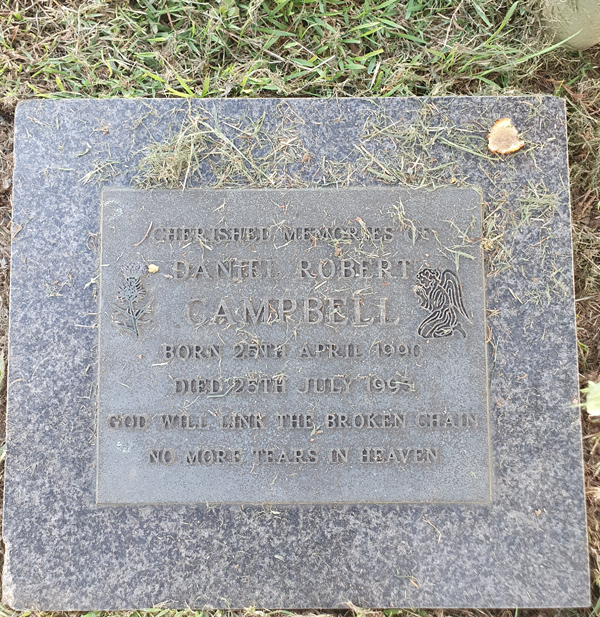 CHERISHED MEMORIES OF
DANIEL ROBERT
CAMPBELL
BORN 25TH APRIL 1990
DIED 25TH JULY
GOD WILL LINK THE BROKEN CHAIN
NO MORE TEARS IN HEAVEN